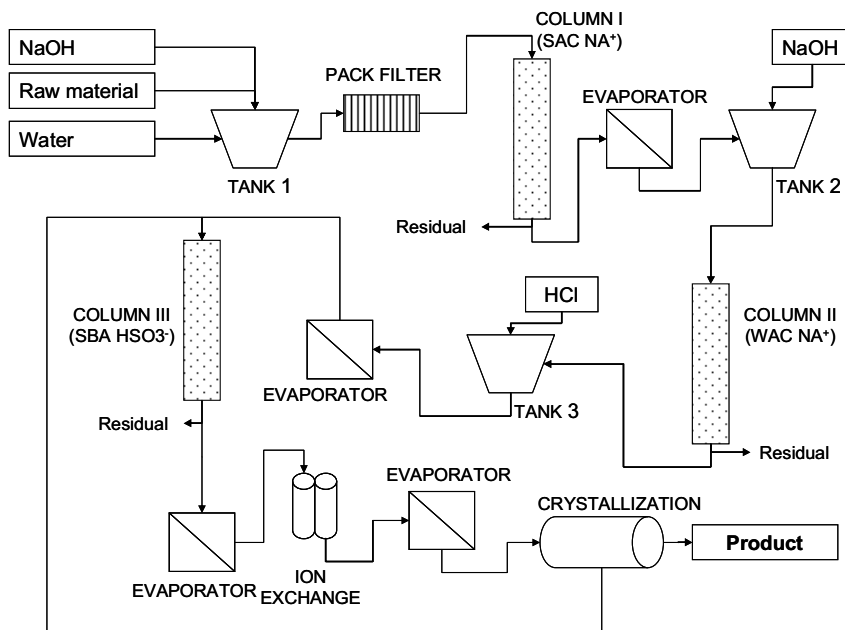 NaOH
Raw material
Water
TANK 1
PACK FILTER
COLUMN I
(SAC NA+)
Residual
EVAPORATOR
NaOH
TANK 2
COLUMN II
(WAC NA+)
Residual
HCl
TANK 3
EVAPORATOR
COLUMN III
(SBA HSO3-)
Residual
EVAPORATOR
ION
EXCHANGE
EVAPORATOR
CRYSTALLIZATION
Product